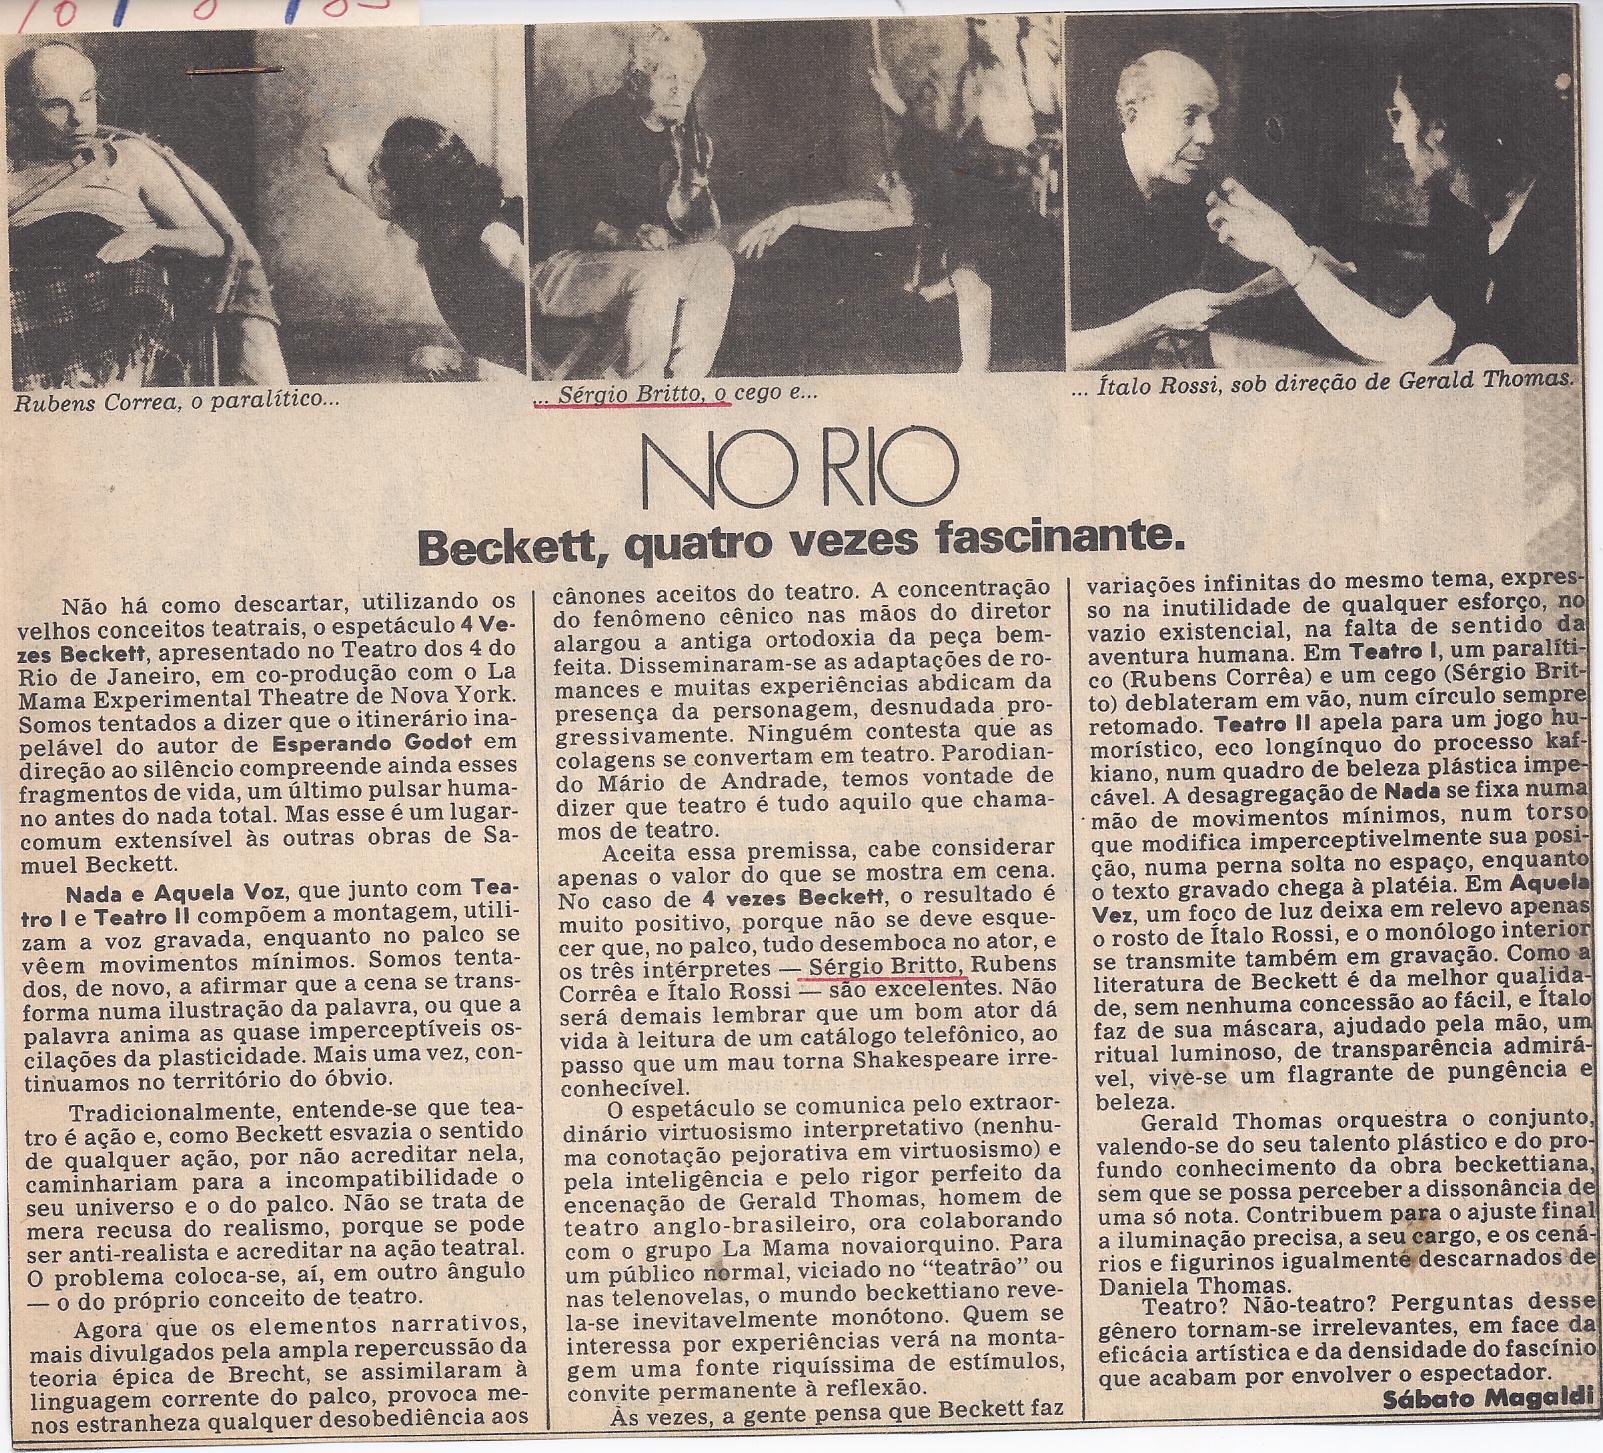 Rubens Correa, o paralítico...
... Sérgio Britto, o cego e...
... Ítalo Rossi, sob direção de Gerald Thomas.
NO RIO
Beckett, quatro vezes fascinante.
Não há como descartar, utilizando os
velhos conceitos teatrais, o espetáculo 4 Ve-
zes Beckett, apresentado no Teatro dos 4 do
Rio de Janeiro, em co-produção com o La
Mama Experimental Theatre de Nova York.
Somos tentados a dizer que o itinerário ina-
pelável do autor de Esperando Godot em
direção ao silêncio compreende ainda esses
fragmentos de vida, um último pulsar huma-
no antes do nada total. Mas esse é um lugar-
comum extensível às outras obras de Sa-
muel Beckett.
Nada e Aquela Voz, que junto com Tea-
tro I e Teatro II compõem a montagem, utili-
zam a voz gravada, enquanto no palco se
vêem movimentos mínimos. Somos tenta-
dos, de novo, a afirmar que a cena se trans-
forma numa ilustração da palavra, ou que a
palavra anima as quase imperceptíveis os-
cilações da plasticidade. Mais uma vez, con-
tinuamos no território do óbvio.
Tradicionalmente, entende-se que tea-
tro é ação e, como Beckett esvazia o sentido
de qualquer ação, por não acreditar nela,
caminhariam para a incompatibilidade o
seu universo e o do palco. Não se trata de
mera recusa do realismo, porque se pode
ser anti-realista e acreditar na ação teatral.
O problema coloca-se, aí, em outro ângulo
— o do próprio conceito de teatro.
Agora que os elementos narrativos,
mais divulgados pela ampla repercussão da
teoria épica de Brecht, se assimilaram à
linguagem corrente do palco, provoca me-
nos estranheza qualquer desobediência aos
cânones aceitos do teatro. A concentração
do fenômeno cênico nas mãos do diretor
alargou a antiga ortodoxia da peça bem-
feita. Disseminaram-se as adaptações de ro-
mances e muitas experiências abdicam da
presença da personagem, desnudada pro-
gressivamente. Ninguém contesta que as
colagens se convertam em teatro. Parodian-
do Mário de Andrade, temos vontade de
dizer que teatro é tudo aquilo que chama-
mos de teatro.
Aceita essa premissa, cabe considerar
apenas o valor do que se mostra em cena.
No caso de 4 vezes Beckett, o resultado é
muito positivo, porque não se deve esque-
cer que, no palco, tudo desemboca no ator, e
os três intérpretes — Sérgio Britto, Rubens
Corrêa e Ítalo Rossi — são excelentes. Não
será demais lembrar que um bom ator dá
vida à leitura de um catálogo telefônico, ao
passo que um mau torna Shakespeare irre-
conhecível.
O espetáculo se comunica pelo extraor-
dinário virtuosismo interpretativo (nenhu-
ma conotação pejorativa em virtuosismo) e
pela inteligência e pelo rigor perfeito da
encenação de Gerald Thomas, homem de
teatro anglo-brasileiro, ora colaborando
com o grupo La Mama novaiorquino. Para
um público normal, viciado no "teatrão" ou
nas telenovelas, o mundo beckettiano reve-
la-se inevitavelmente monótono. Quem se
interessa por experiências verá na monta-
gem uma fonte riquíssima de estímulos,
convite permanente à reflexão.
Às vezes, a gente pensa que Beckett faz
variações infinitas do mesmo tema, expres-
so na inutilidade de qualquer esforço, no
vazio existencial, na falta de sentido da
aventura humana. Em Teatro I, um paralíti-
co (Rubens Corrêa) e um cego (Sérgio Brit-
to) deblateram em vão, num círculo sempre
retomado. Teatro II apela para um jogo hu-
morístico, eco longínquo do processo kaf-
kiano, num quadro de beleza plástica impe-
cável. A desagregação de Nada se fixa numa
mão de movimentos mínimos, num torso
que modifica imperceptivelmente sua posi-
ção, numa perna solta no espaço, enquanto
o texto gravado chega à platéia. Em Aquela
Vez, um foco de luz deixa em relevo apenas
o rosto de Ítalo Rossi, e o monólogo interior
se transmite também em gravação. Como a
literatura de Beckett é da melhor qualida-
de, sem nenhuma concessão ao fácil, e Ítalo
faz de sua máscara, ajudado pela mão, um
ritual luminoso, de transparência admirá-
vel, vive-se um flagrante de pungência e
beleza.
Gerald Thomas orquestra o conjunto,
valendo-se do seu talento plástico e do pro-
fundo conhecimento da obra beckettiana,
sem que se possa perceber a dissonância de
uma só nota. Contribuem para o ajuste final
a iluminação precisa, a seu cargo, e os cená-
rios e figurinos igualmente descarnados de
Daniela Thomas.
Teatro? Não-teatro? Perguntas desse
gênero tornam-se irrelevantes, em face da
eficácia artística e da densidade do fascínio
que acabam por envolver o espectador.
Sábato Magaldi